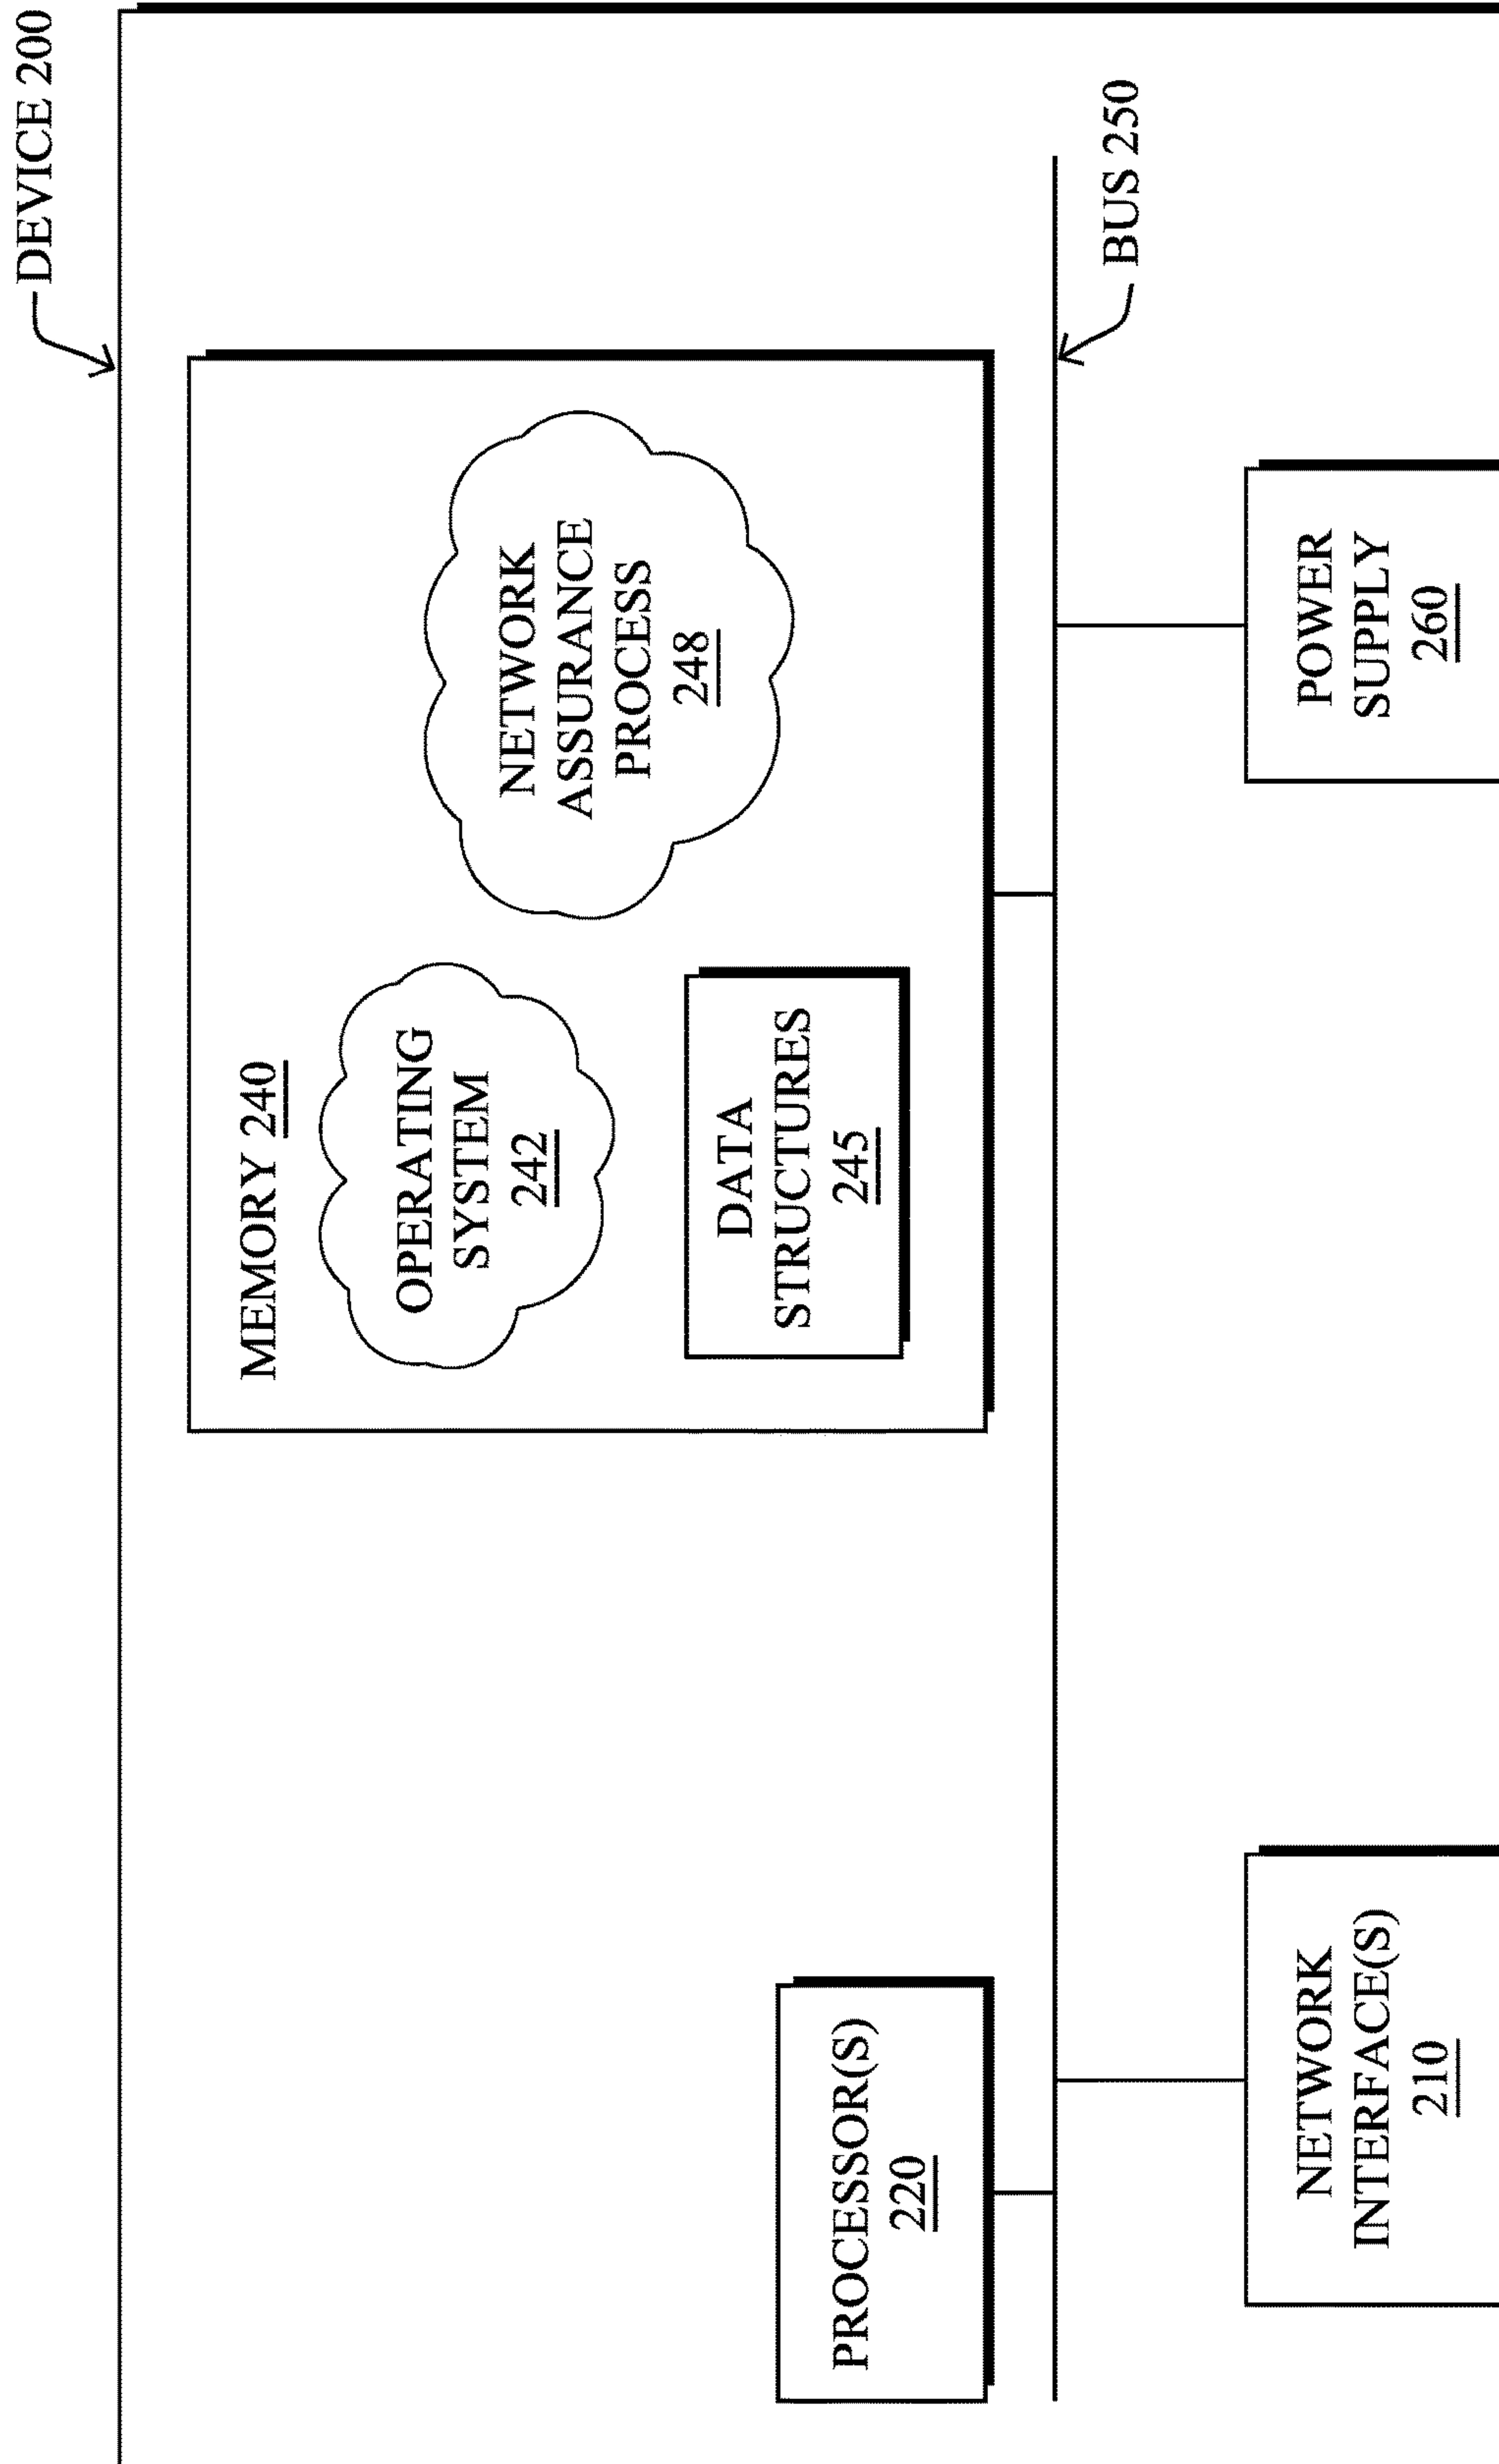 DEVICE 200
MEMORY 240
OPERATING
SYSTEM
242
NETWORK
ASSURANCE
PROCESS
248
DATA
STRUCTURES
245
PROCESSOR(S)
220
BUS 250
NETWORK
INTERFACE(S)
210
POWER
SUPPLY
260